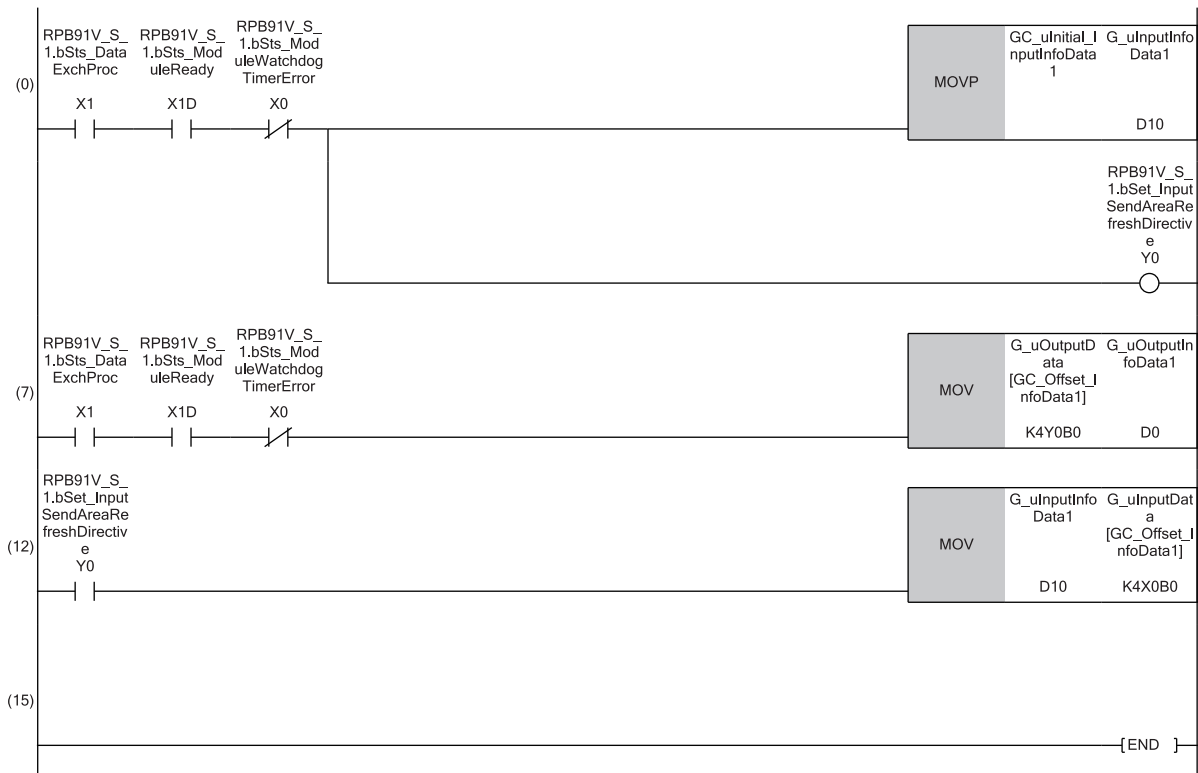 RPB91V_S_
1.bSts_Data
ExchProc
X1
RPB91V_S_
1.bSts_Mod
uleReady
X1D
RPB91V_S_
1.bSts_Mod
uleWatchdog
TimerError
X0
(0)
MOVP
GC_uInitial_I
nputInfoData
1
G_uInputInfo
Data1
D10
RPB91V_S_
1.bSet_Input
SendAreaRe
freshDirectiv
e
Y0
RPB91V_S_
1.bSts_Data
ExchProc
X1
RPB91V_S_
1.bSts_Mod
uleReady
X1D
RPB91V_S_
1.bSts_Mod
uleWatchdog
TimerError
X0
(7)
MOV
G_uOutputD
ata
[GC_Offset_I
nfoData1]
K4Y0B0
G_uOutputIn
foData1
D0
RPB91V_S_
1.bSet_Input
SendAreaRe
freshDirectiv
e
Y0
(12)
MOV
G_uInputInfo
Data1
D10
G_uInputDat
a
[GC_Offset_I
nfoData1]
K4X0B0
(15)
[END ]